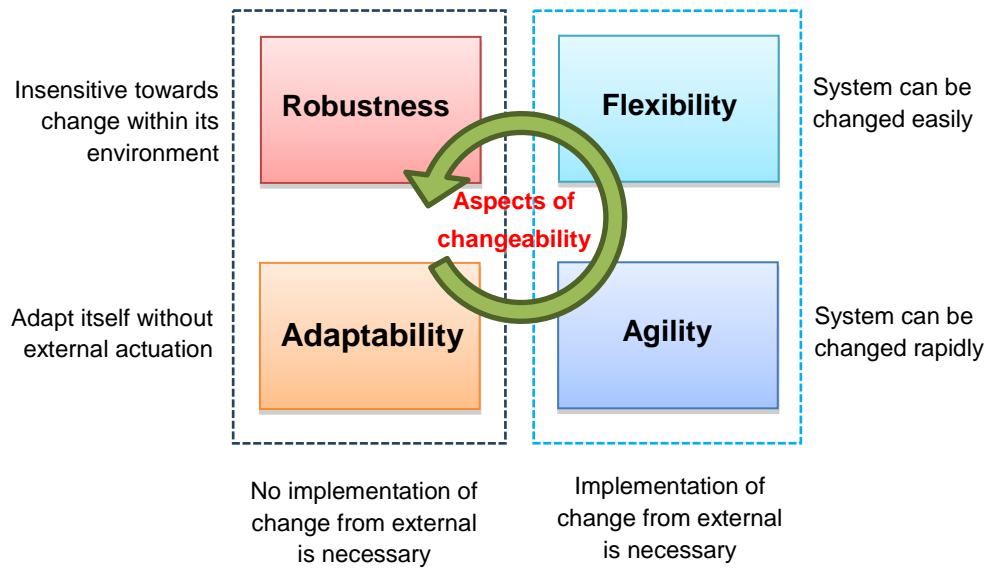 Insensitive towards
change within its
environment
Robustness
Flexibility
System can be
changed easily
Aspects of
changeability
Adapt itself without
external actuation
Adaptability
Agility
System can be
changed rapidly
No implementation of
change from external
is necessary
Implementation of
change from external
is necessary